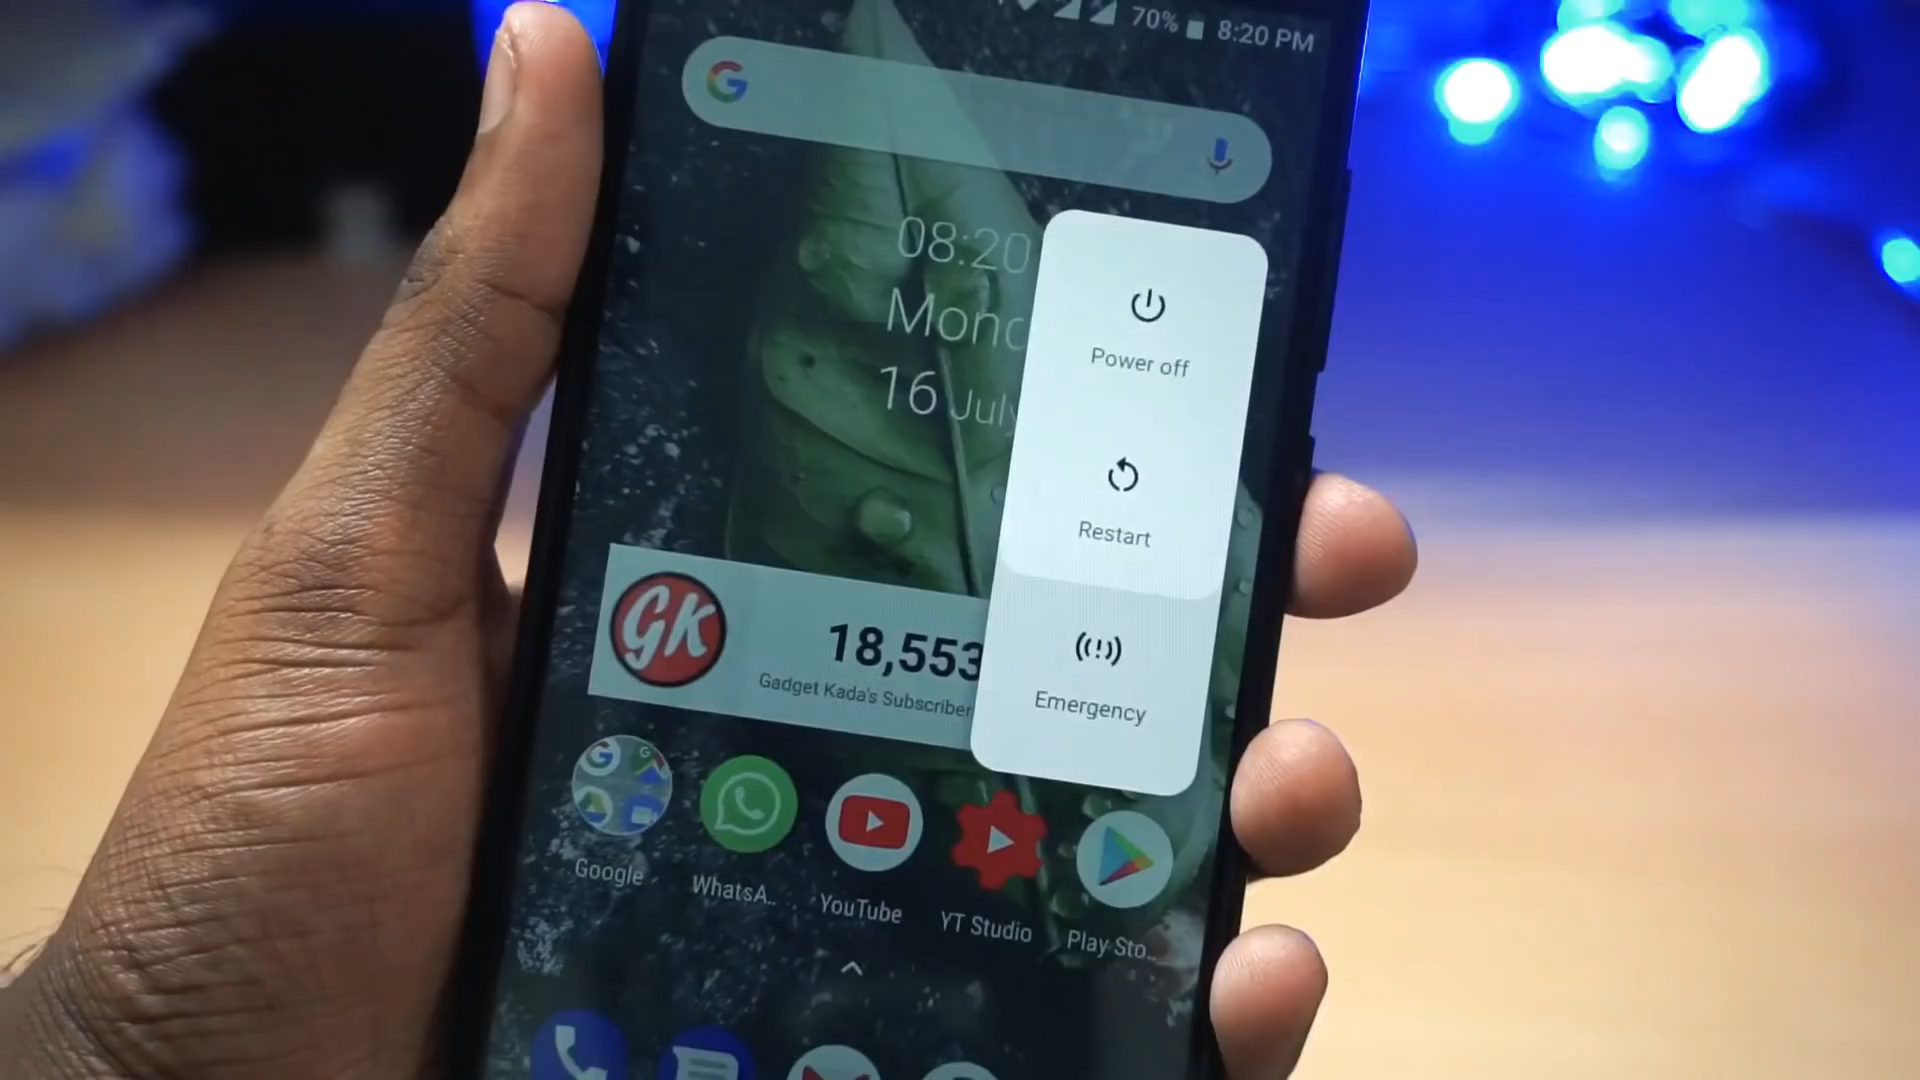 70% 8:20 PM
08:20
Mond
16 July
Power off
Restart
Emergency
GK
18,553
Gadget Kada's Subscriber
Google
WhatsA..
YouTube
YT Studio
Play Sto..